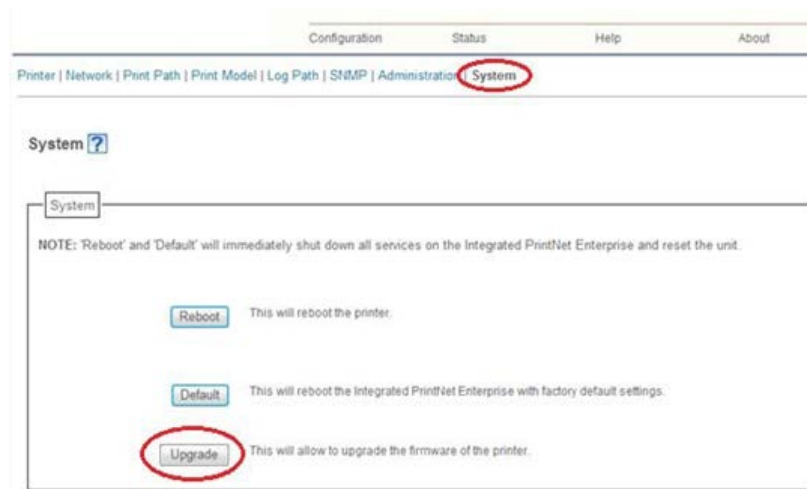 Configuration Status Help About
Printer | Network | Print Path | Print Model | Log Path | SNMP | Administration | System
System ?
System
NOTE: 'Reboot' and 'Default' will immediately shut down all services on the Integrated PrintNet Enterprise and reset the unit.
Reboot This will reboot the printer.
Default This will reboot the Integrated PrintNet Enterprise with factory default settings.
Upgrade This will allow to upgrade the firmware of the printer.